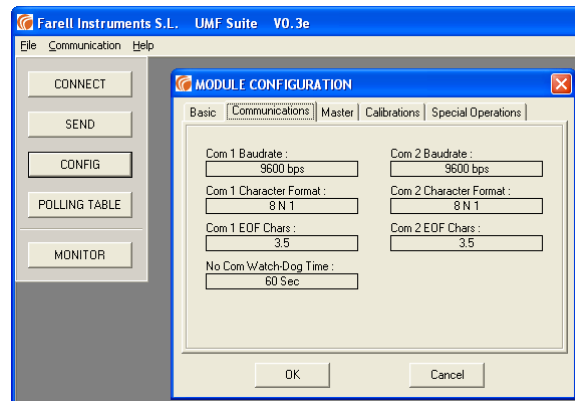 Farell Instruments S.L. UMF Suite V0.3e
File Communication Help
CONNECT
SEND
CONFIG
POLLING TABLE
MONITOR
MODULE CONFIGURATION
Basic Communications Master Calibrations Special Operations
Com 1 Baudrate : Com 2 Baudrate :
9600 bps 9600 bps
Com 1 Character Format : Com 2 Character Format :
8 N 1 8 N 1
Com 1 EOF Chars : Com 2 EOF Chars :
3.5 3.5
No Com Watch-Dog Time :
60 Sec
OK Cancel